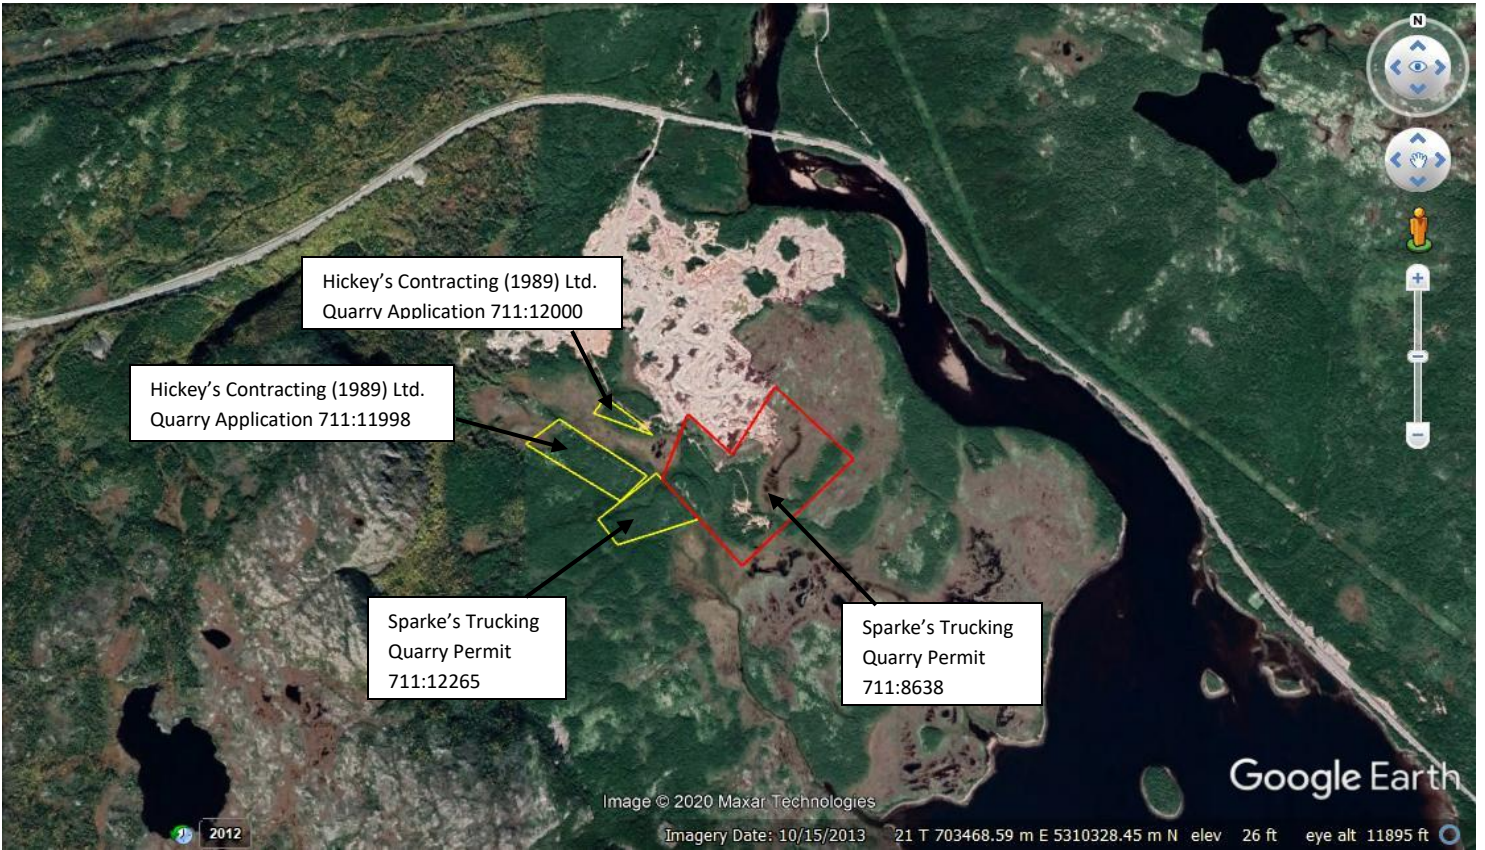 N
Hickey’s Contracting (1989) Ltd.
Quarry Application 711:12000
Hickey’s Contracting (1989) Ltd.
Quarry Application 711:11998
Sparke’s Trucking
Quarry Permit
711:12265
Sparke’s Trucking
Quarry Permit
711:8638
Google Earth
Image © 2020 Maxar Technologies
2012
Imagery Date: 10/15/2013 21 T 703468.59 m E 5310328.45 m N elev 26 ft eye alt 11895 ft